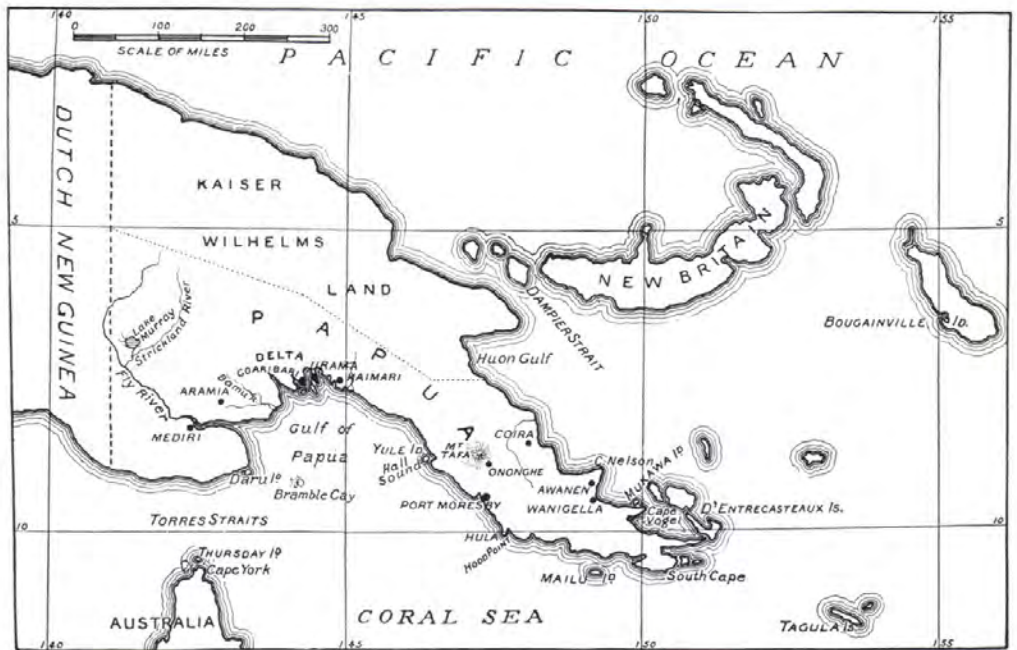 140
145
150
155
0 100 200 300
SCALE OF MILES
PACIFIC OCEAN
DUTCH NEW GUINEA
KAISER
WILHELMS
LAND
5
5
NEW BRITAIN
DAMPIER STRAIT
BOUGAINVILLE ID.
PAPUA
Lake Murray
Strickland River
Fly River
Huon Gulf
DELTA
GOARIBARI
URAMA
KAIMARI
Bamu R.
ARAMIA
MEDIRI
Gulf of
Papua
YULE ID
Hall
Sound
MT.
TAFA
COIRA
ONONGHE
C. Nelson
MUKAWA ID
AWANEN
WANIGELLA
Cape
Vogel
D'ENTRECASTEAUX IS.
Daru ID
Bramble Cay
PORT MORESBY
TORRES STRAITS
HULA
HOOD POINT
10
10
THURSDAY ID
Cape York
MAILU ID
South Cape
AUSTRALIA
CORAL SEA
TAGULA IS.
140
145
150
155